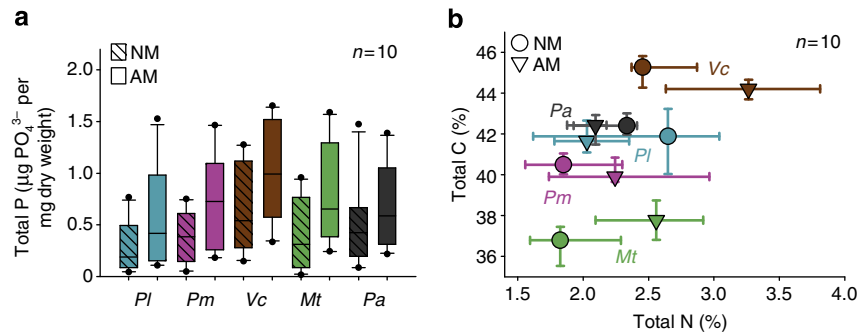 a
NM
AM
n=10
Total P (µg PO₄³⁻ per
mg dry weight)
2.0
1.5
1.0
0.5
0
Pl
Pm
Vc
Mt
Pa
b
NM
AM
n=10
Total C (%)
46
44
42
40
38
36
Vc
Pa
Pl
Pm
Mt
1.5 2.0 2.5 3.0 3.5 4.0
Total N (%)